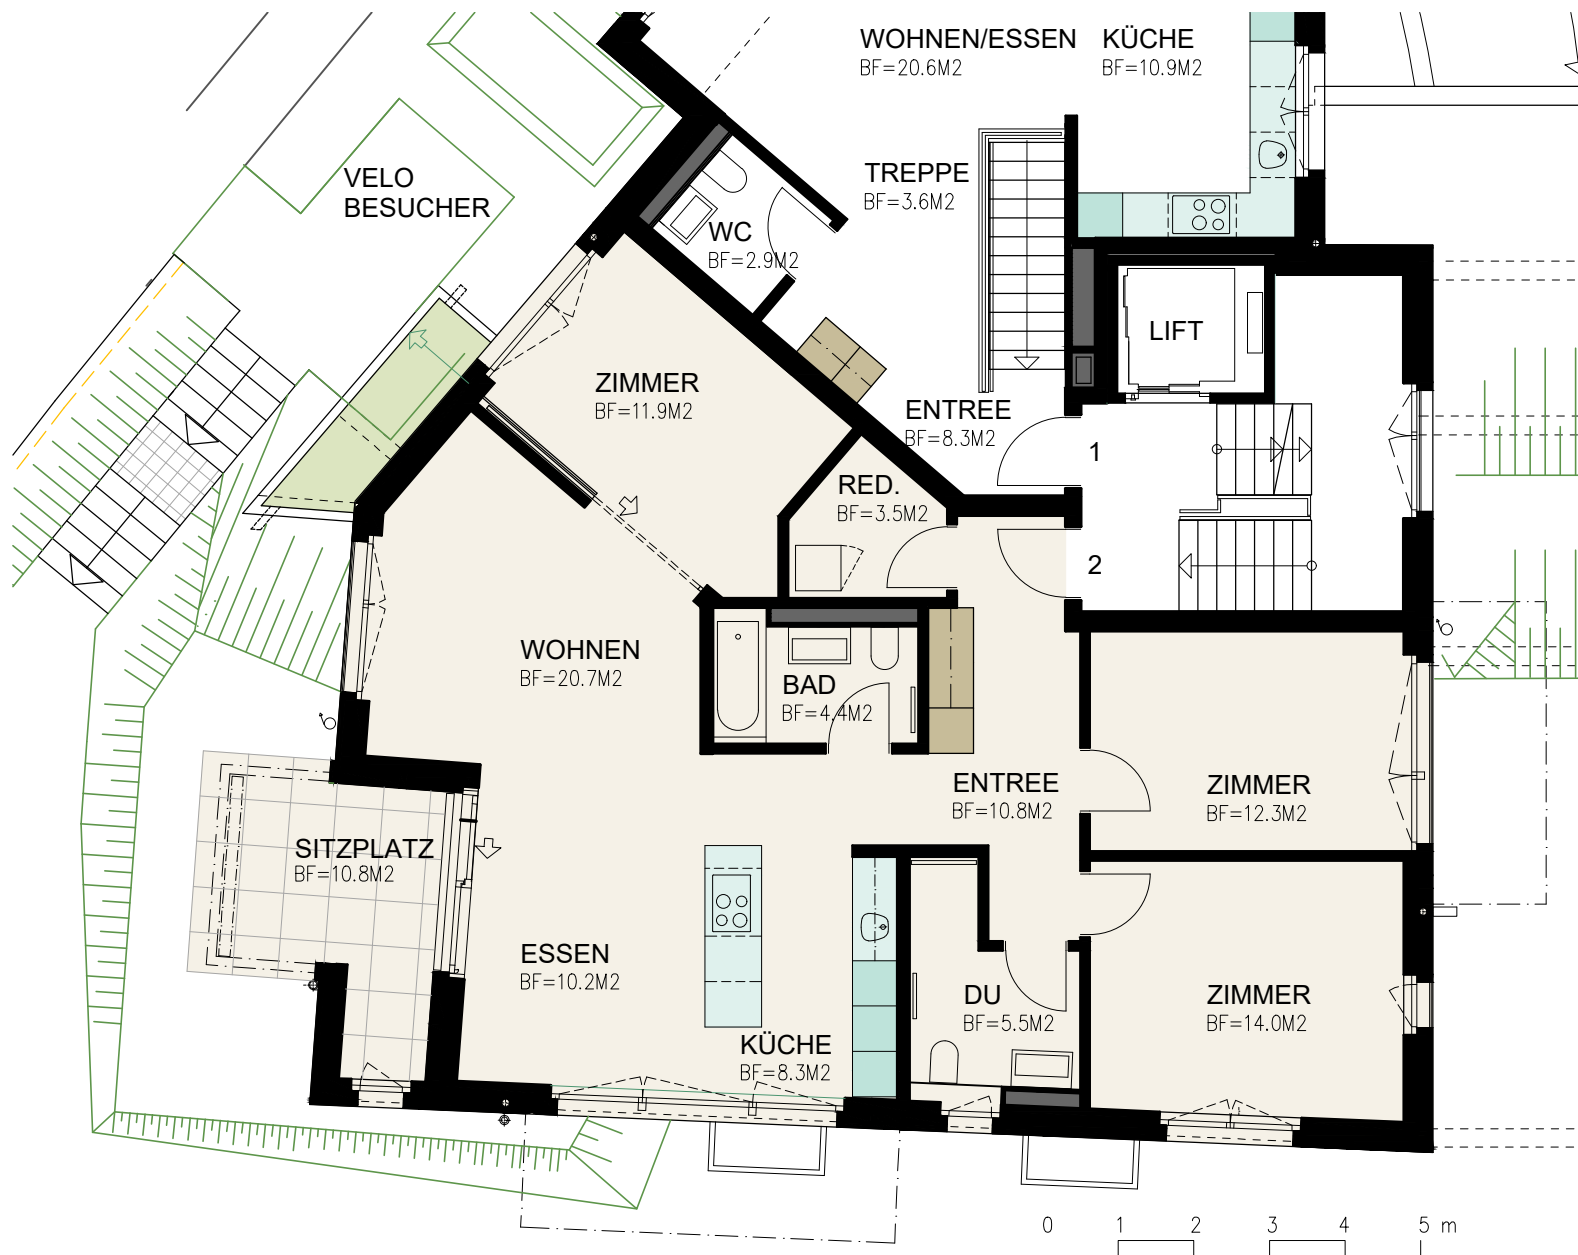 WOHNEN/ESSEN
BF=20.6M2
KÜCHE
BF=10.9M2
VELO
BESUCHER
TREPPE
BF=3.6M2
WC
BF=2.9M2
LIFT
ZIMMER
BF=11.9M2
ENTREE
BF=8.3M2
1
RED.
BF=3.5M2
2
WOHNEN
BF=20.7M2
BAD
BF=4.4M2
ENTREE
BF=10.8M2
ZIMMER
BF=12.3M2
SITZPLATZ
BF=10.8M2
ESSEN
BF=10.2M2
DU
BF=5.5M2
ZIMMER
BF=14.0M2
KÜCHE
BF=8.3M2
0 1 2 3 4 5 m